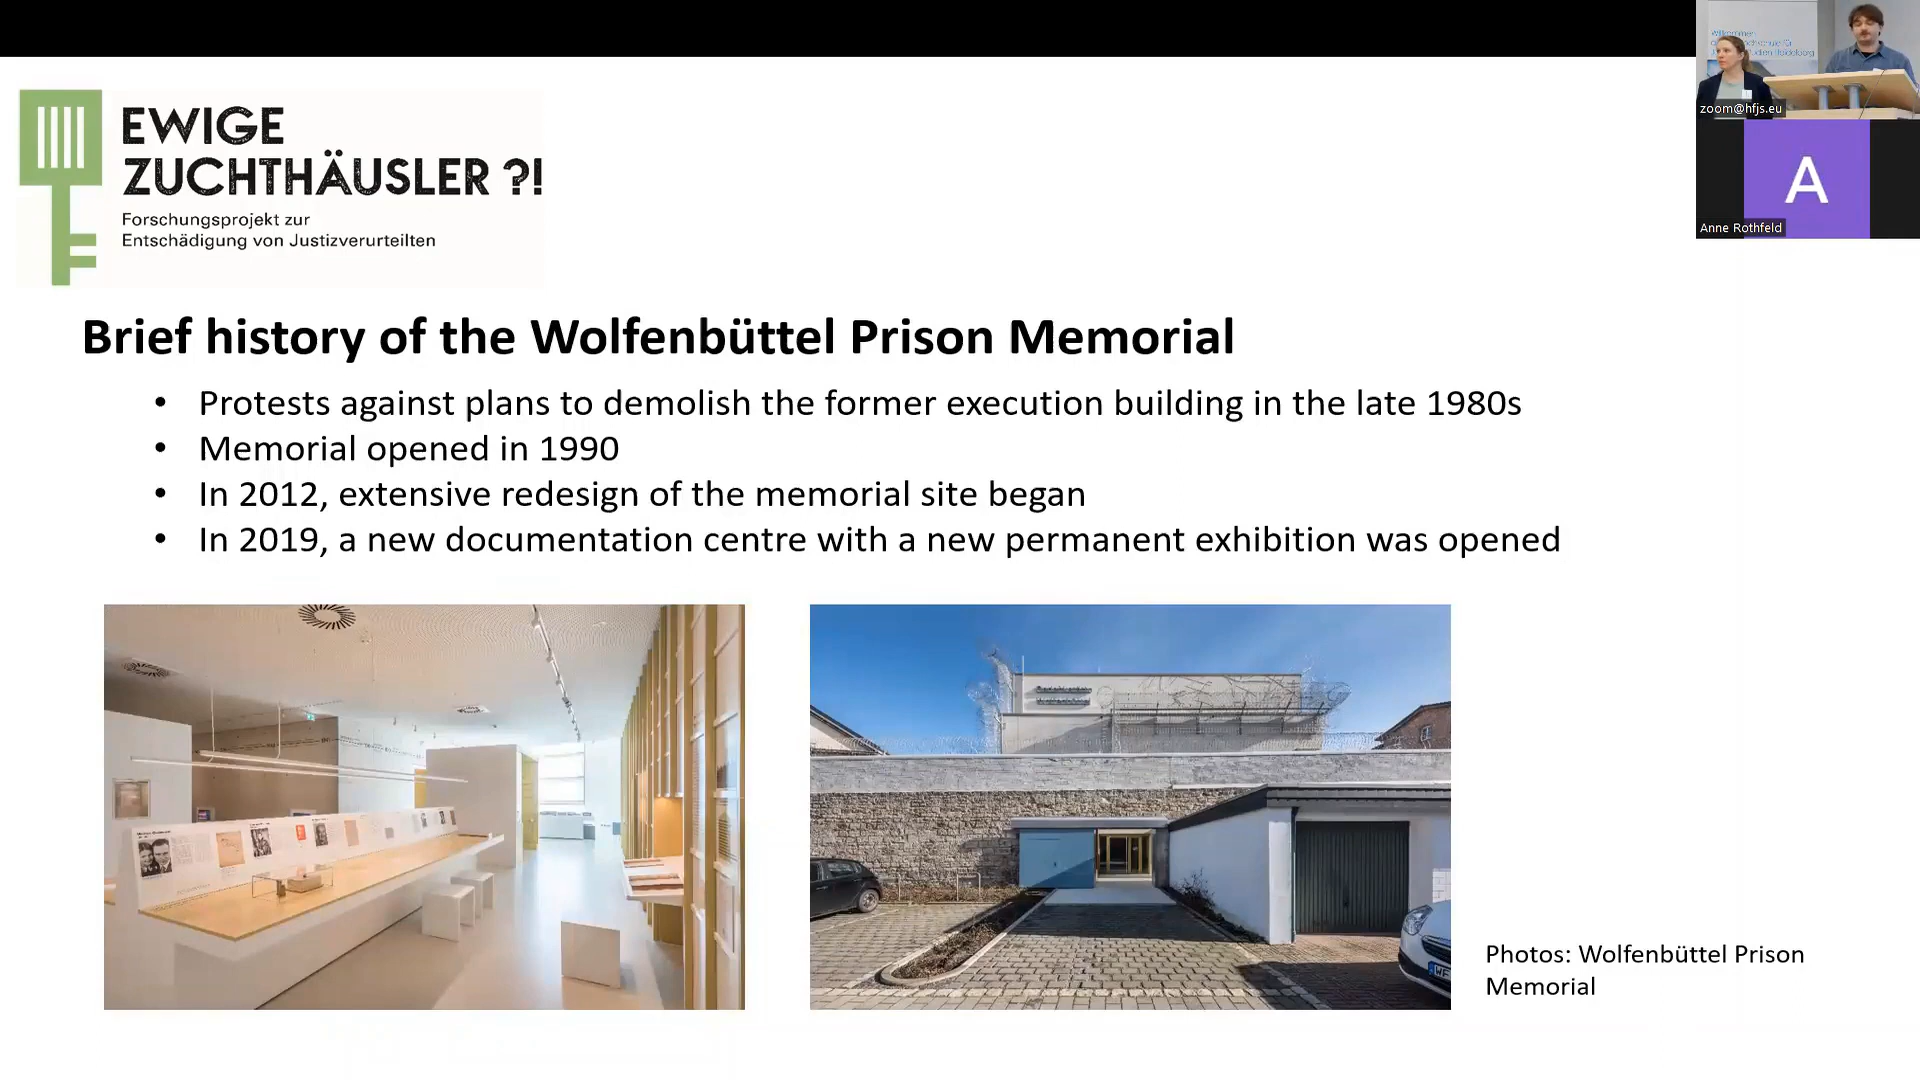 EWIGE
ZUCHTHÄUSLER ?!
Forschungsprojekt zur
Entschädigung von Justizverurteilten
Brief history of the Wolfenbüttel Prison Memorial
• Protests against plans to demolish the former execution building in the late 1980s
• Memorial opened in 1990
• In 2012, extensive redesign of the memorial site began
• In 2019, a new documentation centre with a new permanent exhibition was opened
Photos: Wolfenbüttel Prison
Memorial
WF
Willkommen
zoom@hfjs.eu
A
Anne Rothfeld